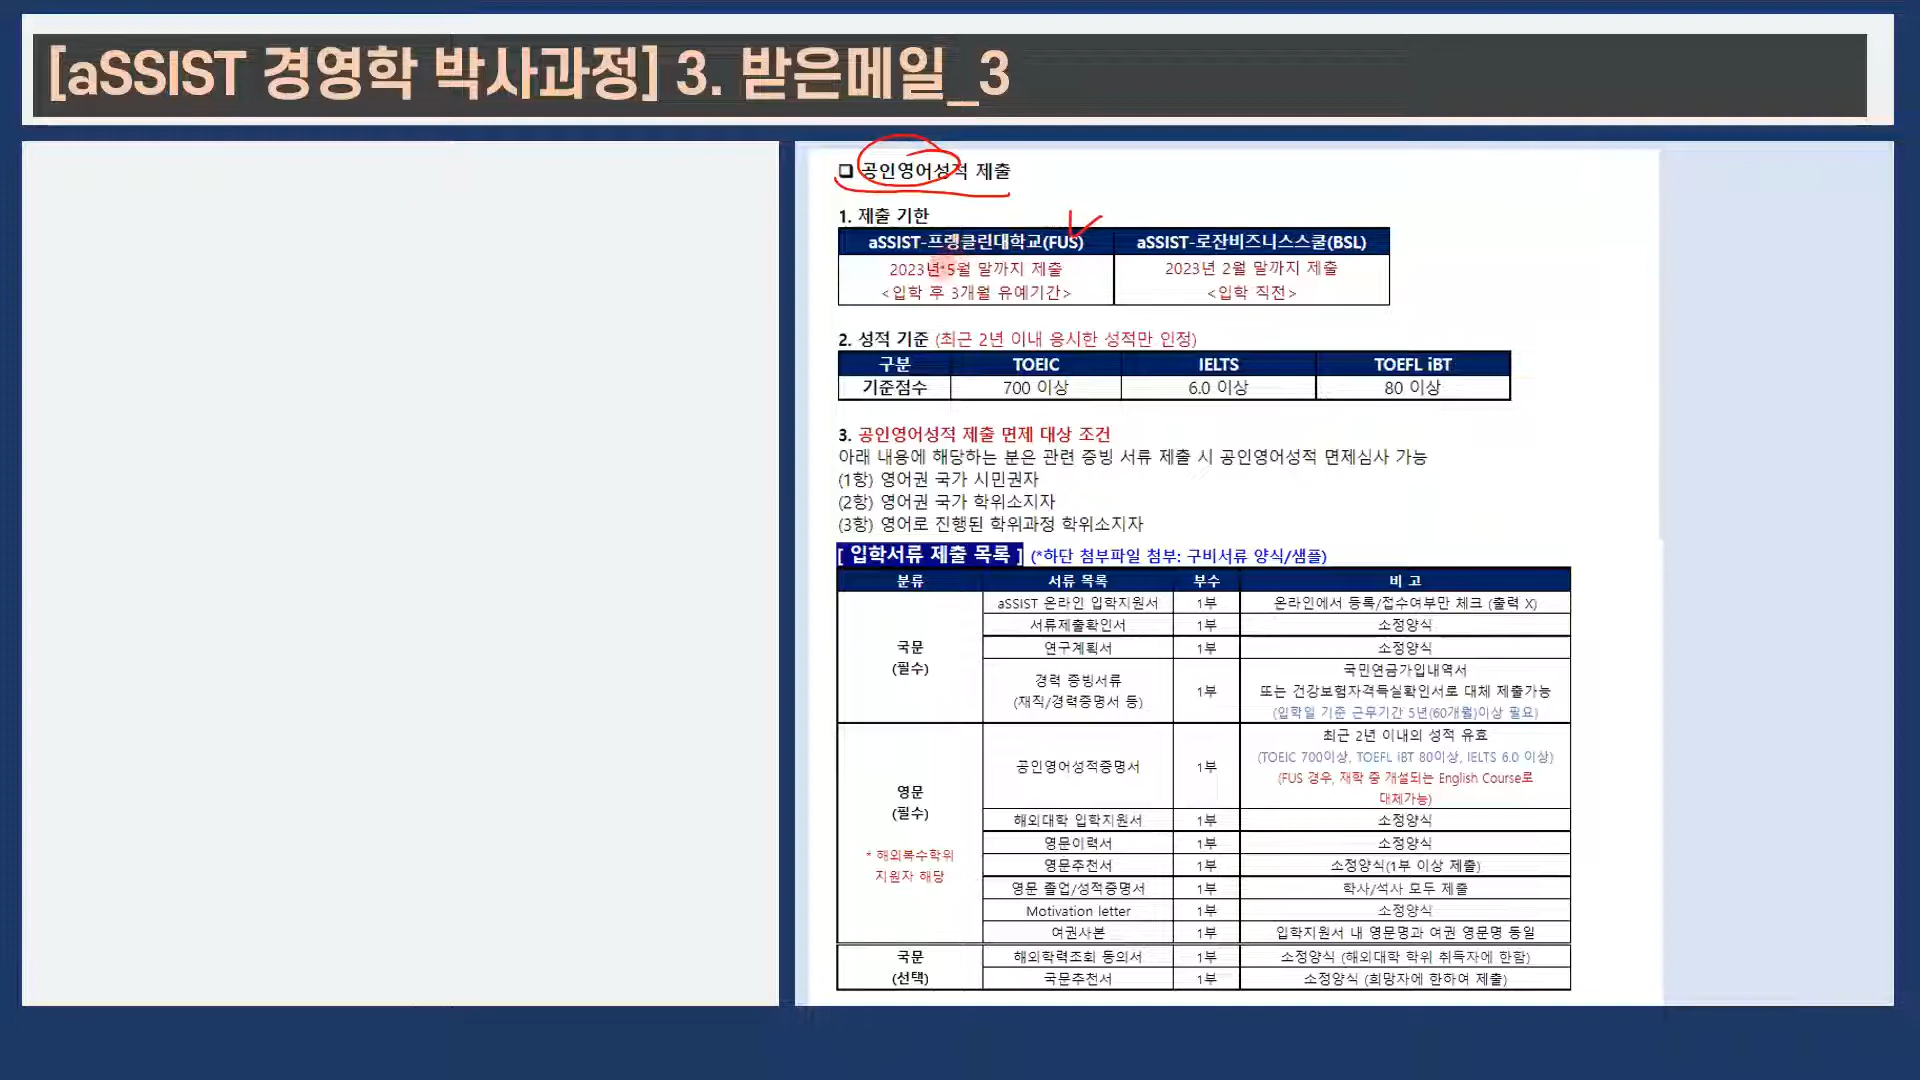 [aSSIST 경영학 박사과정] 3. 받은메일_3
❑ 공인영어성적 제출
1. 제출 기한
aSSIST-프랭클린대학교(FUS) aSSIST-로잔비즈니스스쿨(BSL)
2023년 5월 말까지 제출 2023년 2월 말까지 제출
<입학 후 3개월 유예기간> <입학 직전>
2. 성적 기준 (최근 2년 이내 응시한 성적만 인정)
구분 TOEIC IELTS TOEFL iBT
기준점수 700 이상 6.0 이상 80 이상
3. 공인영어성적 제출 면제 대상 조건
아래 내용에 해당하는 분은 관련 증빙 서류 제출 시 공인영어성적 면제심사 가능
(1항) 영어권 국가 시민권자
(2항) 영어권 국가 학위소지자
(3항) 영어로 진행된 학위과정 학위소지자
[ 입학서류 제출 목록 ] (*하단 첨부파일 첨부: 구비서류 양식/샘플)
분류 서류 목록 부수 비 고
국문
(필수)
aSSIST 온라인 입학지원서 1부 온라인에서 등록/접수여부만 체크 (출력 X)
서류제출확인서 1부 소정양식
연구계획서 1부 소정양식
경력 증빙서류
(재직/경력증명서 등)
1부
국민연금가입내역서
또는 건강보험자격득실확인서로 대체 제출가능
(입학일 기준 근무기간 5년(60개월)이상 필요)
영문
(필수)
* 해외복수학위
지원자 해당
공인영어성적증명서 1부
최근 2년 이내의 성적 유효
(TOEIC 700이상, TOEFL iBT 80이상, IELTS 6.0 이상)
(FUS 경우, 재학 중 개설되는 English Course로
대체가능)
해외대학 입학지원서 1부 소정양식
영문이력서 1부 소정양식
영문추천서 1부 소정양식(1부 이상 제출)
영문 졸업/성적증명서 1부 학사/석사 모두 제출
Motivation letter 1부 소정양식
여권사본 1부 입학지원서 내 영문명과 여권 영문명 동일
국문
(선택)
해외학력조회 동의서 1부 소정양식 (해외대학 학위 취득자에 한함)
국문추천서 1부 소정양식 (희망자에 한하여 제출)